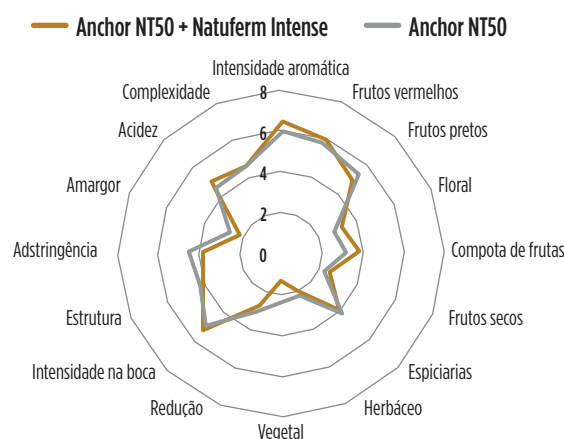 Anchor NT50 + Natuferm Intense
Anchor NT50
Intensidade aromática
Frutos vermelhos
Frutos pretos
Floral
Compota de frutas
Frutos secos
Espiciarias
Herbáceo
Vegetal
Redução
Intensidade na boca
Estrutura
Adstringência
Amargor
Acidez
Complexidade
8
6
4
2
0